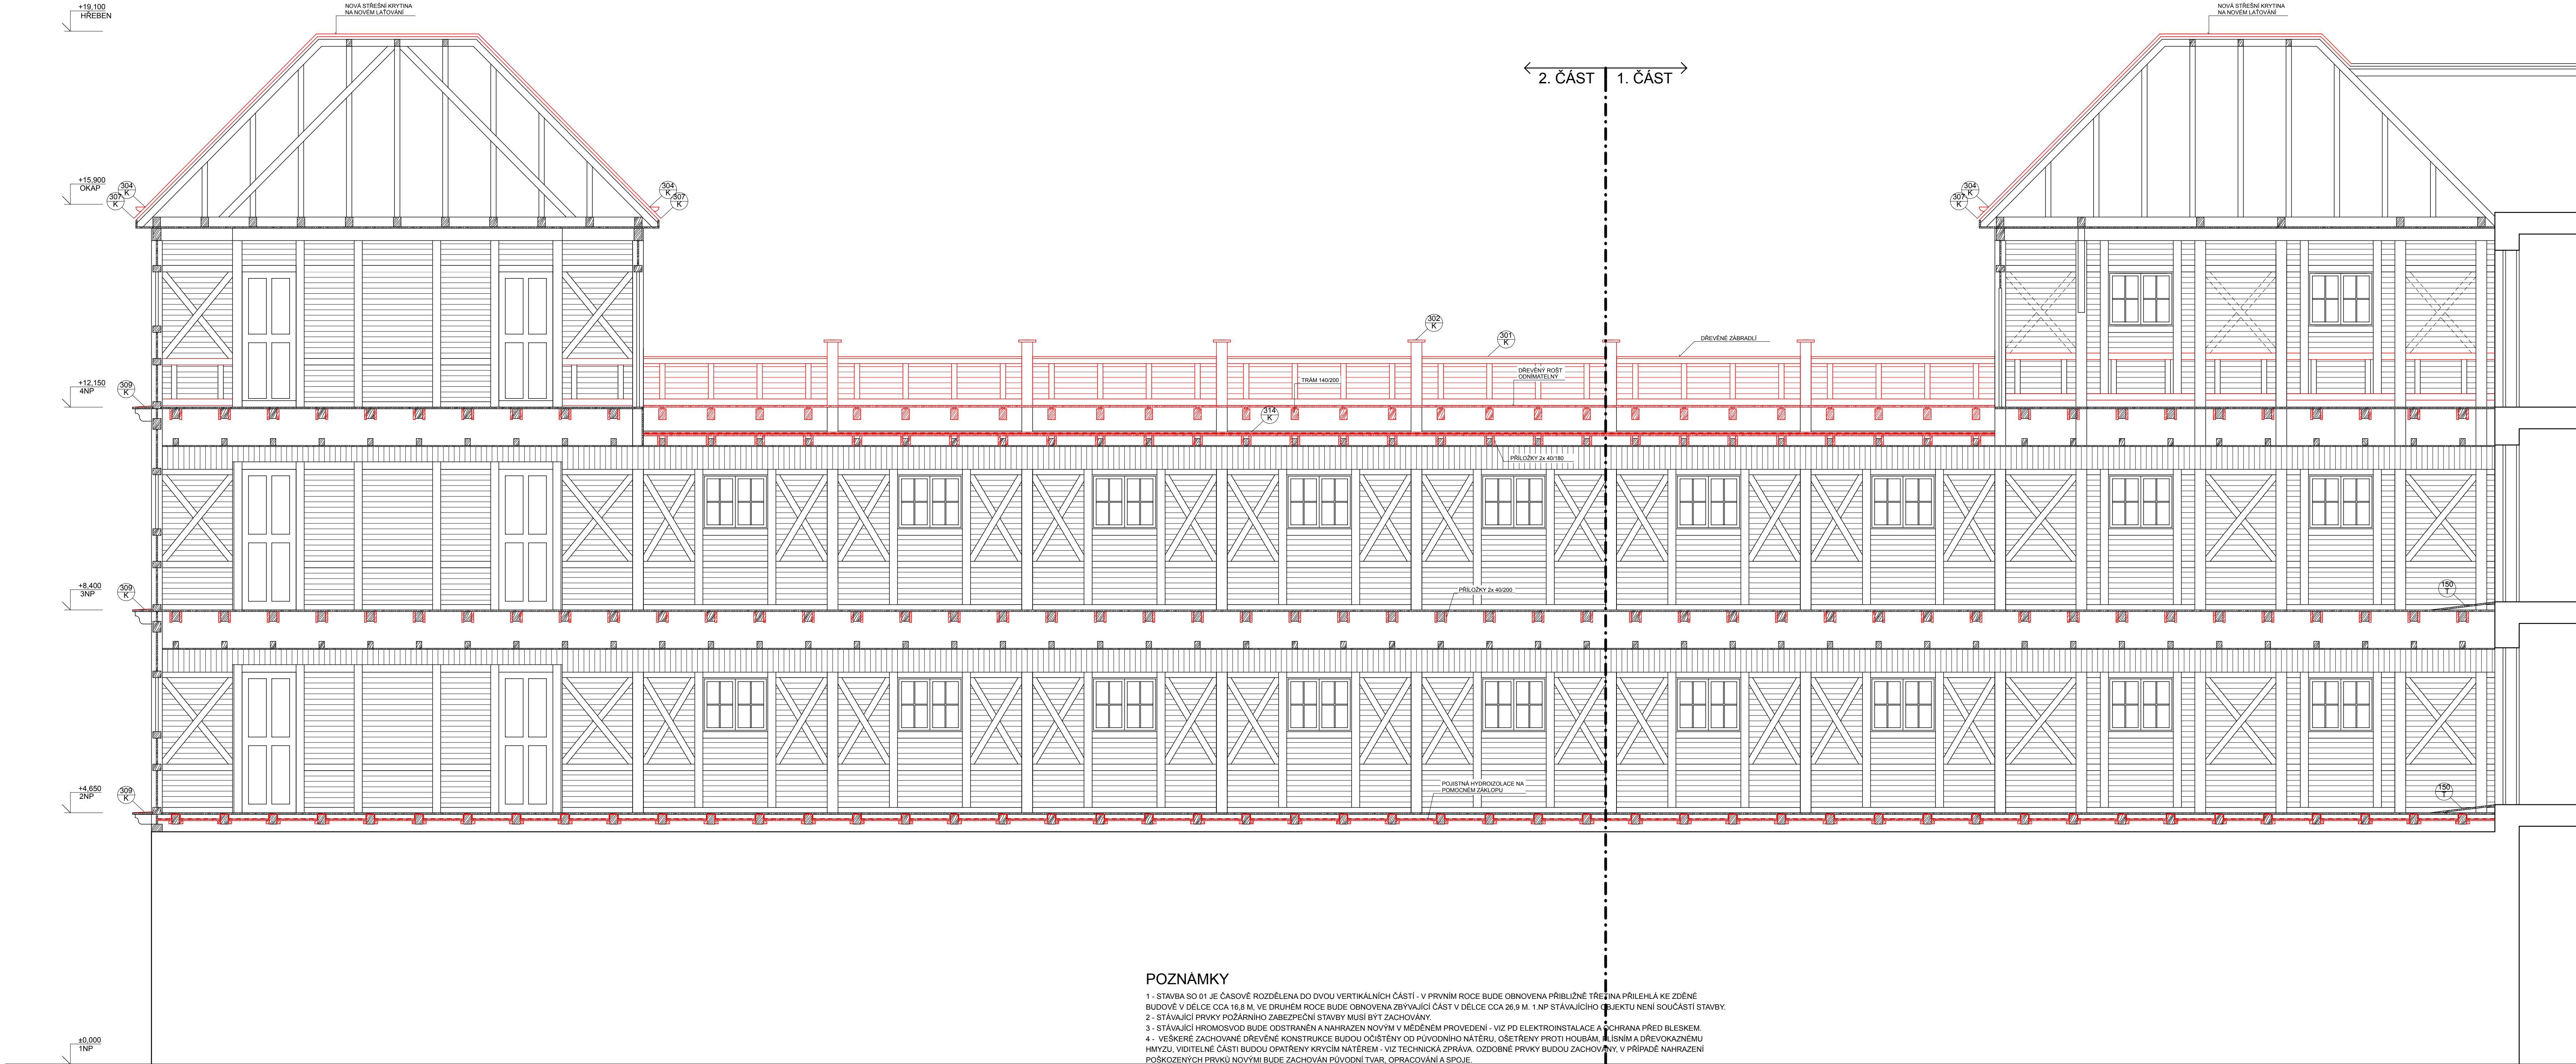 +19,100
HŘEBEN
NOVÁ STŘEŠNÍ KRYTINA
NA NOVÉM LAŤOVÁNÍ
NOVÁ STŘEŠNÍ KRYTINA
NA NOVÉM LAŤOVÁNÍ
2. ČÁST
1. ČÁST
+15,900
OKAP
304
K
307
K
304
K
307
K
304
K
307
K
302
K
301
K
DŘEVĚNÉ ZÁBRADLÍ
DŘEVĚNÝ ROŠT
ODNÍMATELNÝ
TRÁM 140/200
+12,150
4NP
309
K
314
K
PŘÍLOŽKY 2x 40/180
+8,400
3NP
309
K
PŘÍLOŽKY 2x 40/200
150
T
+4,650
2NP
309
K
POJISTNÁ HYDROIZOLACE NA
POMOCNÉM ZÁKLOPU
150
T
POZNÁMKY
1 - STAVBA SO 01 JE ČASOVĚ ROZDĚLENA DO DVOU VERTIKÁLNÍCH ČÁSTÍ - V PRVNÍM ROCE BUDE OBNOVENA PŘIBLIŽNĚ TŘETINA PŘILEHLÁ KE ZDĚNÉ
BUDOVĚ V DÉLCE CCA 16,8 M, VE DRUHÉM ROCE BUDE OBNOVENA ZBÝVAJÍCÍ ČÁST V DÉLCE CCA 26,9 M. 1.NP STÁVAJÍCÍHO OBJEKTU NENÍ SOUČÁSTÍ STAVBY.
2 - STÁVAJÍCÍ PRVKY POŽÁRNÍHO ZABEZPEČNÍ STAVBY MUSÍ BÝT ZACHOVÁNY.
3 - STÁVAJÍCÍ HROMOSVOD BUDE ODSTRANĚN A NAHRAZEN NOVÝM V MĚDĚNÉM PROVEDENÍ - VIZ PD ELEKTROINSTALACE A OCHRANA PŘED BLESKEM.
4 - VEŠKERÉ ZACHOVANÉ DŘEVĚNÉ KONSTRUKCE BUDOU OČIŠTĚNY OD PŮVODNÍHO NÁTĚRU, OŠETŘENY PROTI HOUBÁM, PLÍSNÍM A DŘEVOKAZNÉMU
HMYZU, VIDITELNÉ ČÁSTI BUDOU OPATŘENY KRYCÍM NÁTĚREM - VIZ TECHNICKÁ ZPRÁVA. OZDOBNÉ PRVKY BUDOU ZACHOVÁNY, V PŘÍPADĚ NAHRAZENÍ
POŠKOZENÝCH PRVKŮ NOVÝMI BUDE ZACHOVÁN PŮVODNÍ TVAR, OPRACOVÁNÍ A SPOJE.
±0,000
1NP